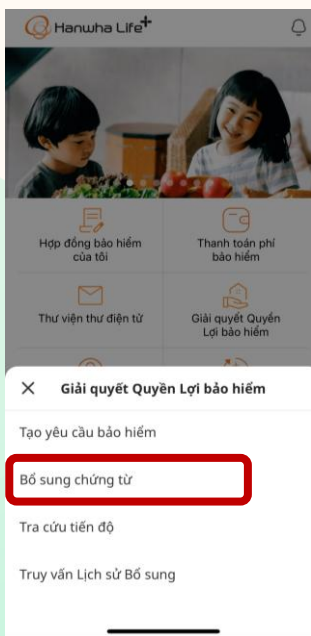 Hanwha Life+
Hợp đồng bảo hiểm
của tôi
Thanh toán phí
bảo hiểm
Thư viện thư điện tử
Giải quyết Quyền
Lợi bảo hiểm
Giải quyết Quyền Lợi bảo hiểm
Tạo yêu cầu bảo hiểm
Bổ sung chứng từ
Tra cứu tiến độ
Truy vấn Lịch sử Bổ sung